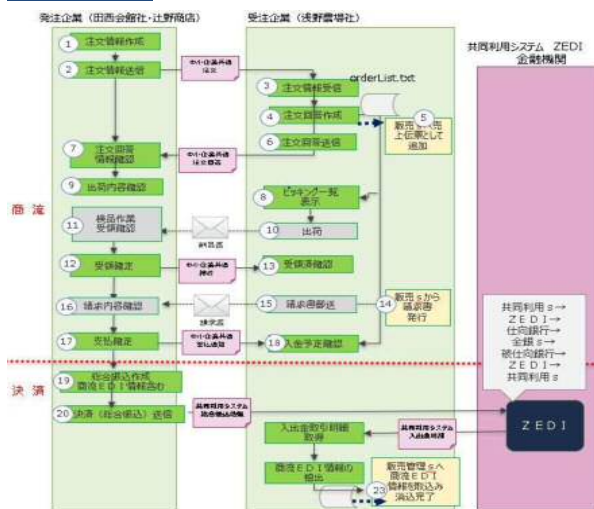 発注企業（田西会館社・辻野商店）
受注企業（浅野農場社）
共同利用システム　ZEDI
金融機関
1 注文情報作成
2 注文情報送信
中小企業共通
注文
3 注文情報受信
orderList.txt
4 注文回答作成
5
販売sへ売
上伝票として
追加
6 注文回答送信
7 注文回答
情報確認
中小企業共通
注文回答
9 出荷内容確認
8 ピッキング一覧
表示
商流
11 検品作業
受領確認
納品書
10 出荷
12 受領確定
中小企業共通
13 受領済確認
16 請求内容確認
請求書
15 請求書郵送
14 販売sから
請求書
発行
17 支払確定
中小企業共通
支払通知
18 入金予定確認
共同利用s→
ZEDI→
仕向銀行→
全銀s→
被仕向銀行→
ZEDI→
共同利用s
決済
19 総合振込作成
商流EDI情報含む
20 決済（総合振込）送信
共同利用システム
ZEDI
入出金取引明細
取得
共同利用システム
商流EDI情報の
抽出
販売管理sへ
商流EDI
情報を取込み
消込完了
23